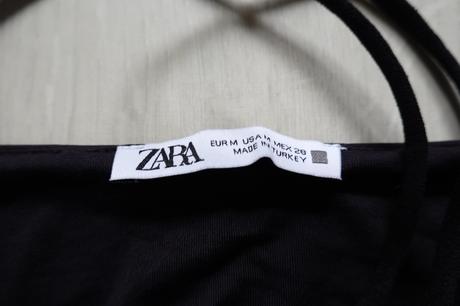 ZARA
EUR M USA M MEX 28
MADE IN TURKEY